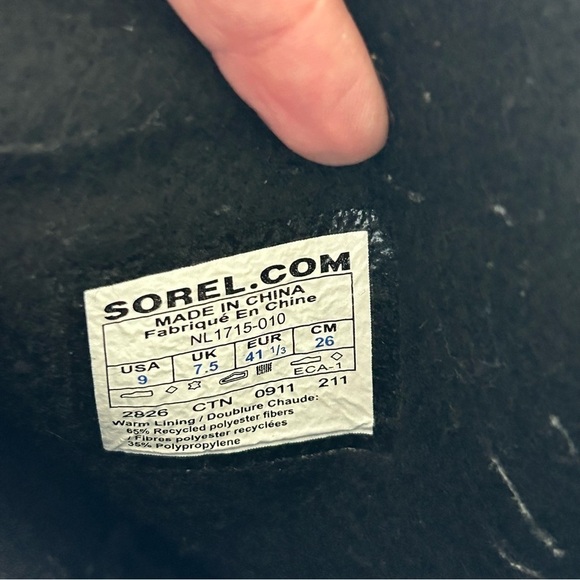 SOREL.COM
MADE IN CHINA
Fabriqué En Chine
NL1715-010
USA UK EUR CM
9 7.5 41 1/3 26
ECA-1
2826 CTN 0911 211
Warm Lining / Doublure Chaude:
65% Recycled polyester fibers
/ Fibres polyester recyclées
35% Polypropylene